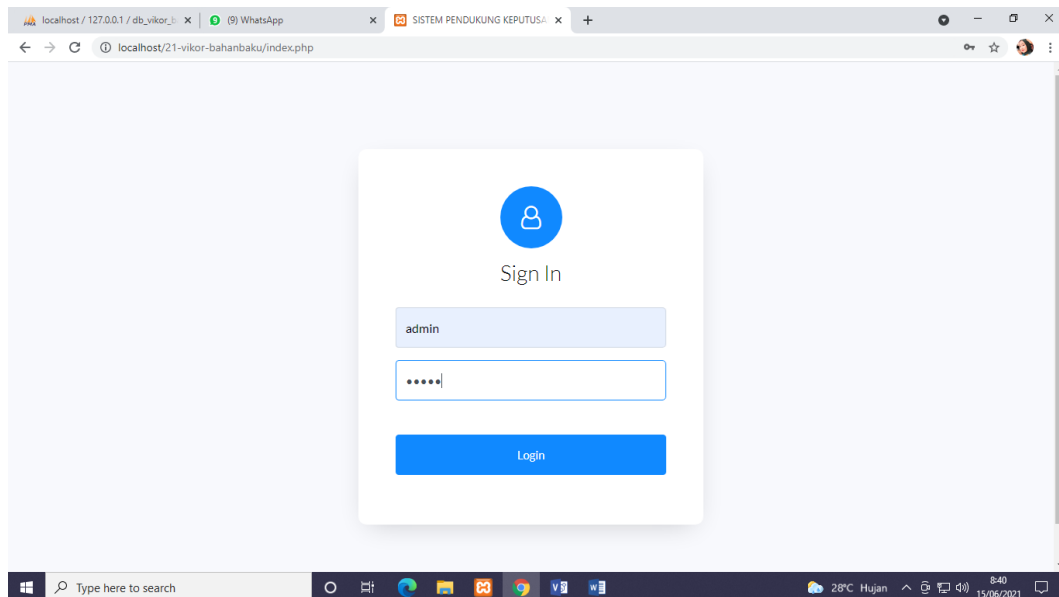 localhost / 127.0.0.1 / db_vikor_b
9 (9) WhatsApp
SISTEM PENDUKUNG KEPUTUSA
localhost/21-vikor-bahanbaku/index.php
Sign In
admin
•••••
Login
Type here to search
28°C Hujan
8:40
15/06/2021